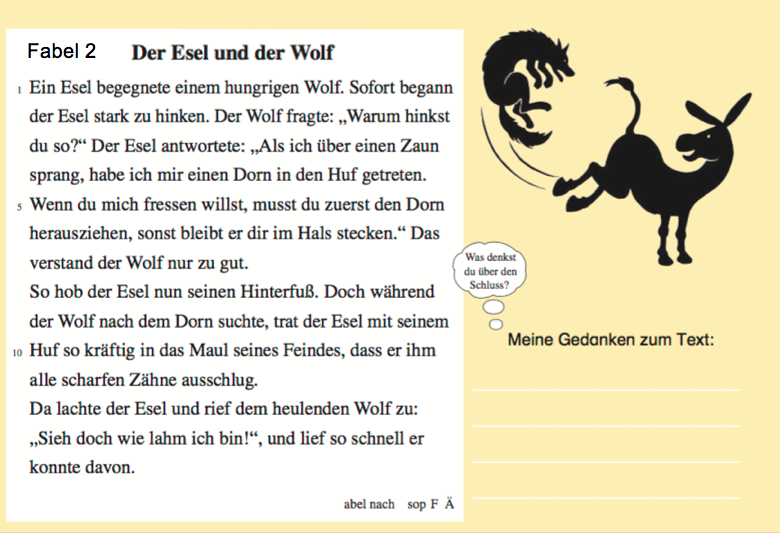 Fabel 2 Der Esel und der Wolf
1 Ein Esel begegnete einem hungrigen Wolf. Sofort begann
der Esel stark zu hinken. Der Wolf fragte: „Warum hinkst
du so?“ Der Esel antwortete: „Als ich über einen Zaun
sprang, habe ich mir einen Dorn in den Huf getreten.
5 Wenn du mich fressen willst, musst du zuerst den Dorn
herausziehen, sonst bleibt er dir im Hals stecken.“ Das
verstand der Wolf nur zu gut.
So hob der Esel nun seinen Hinterfuß. Doch während
der Wolf nach dem Dorn suchte, trat der Esel mit seinem
10 Huf so kräftig in das Maul seines Feindes, dass er ihm
alle scharfen Zähne ausschlug.
Da lachte der Esel und rief dem heulenden Wolf zu:
„Sieh doch wie lahm ich bin!“, und lief so schnell er
konnte davon.
abel nach sop F Ä
Was denkst
du über den
Schluss?
Meine Gedanken zum Text: